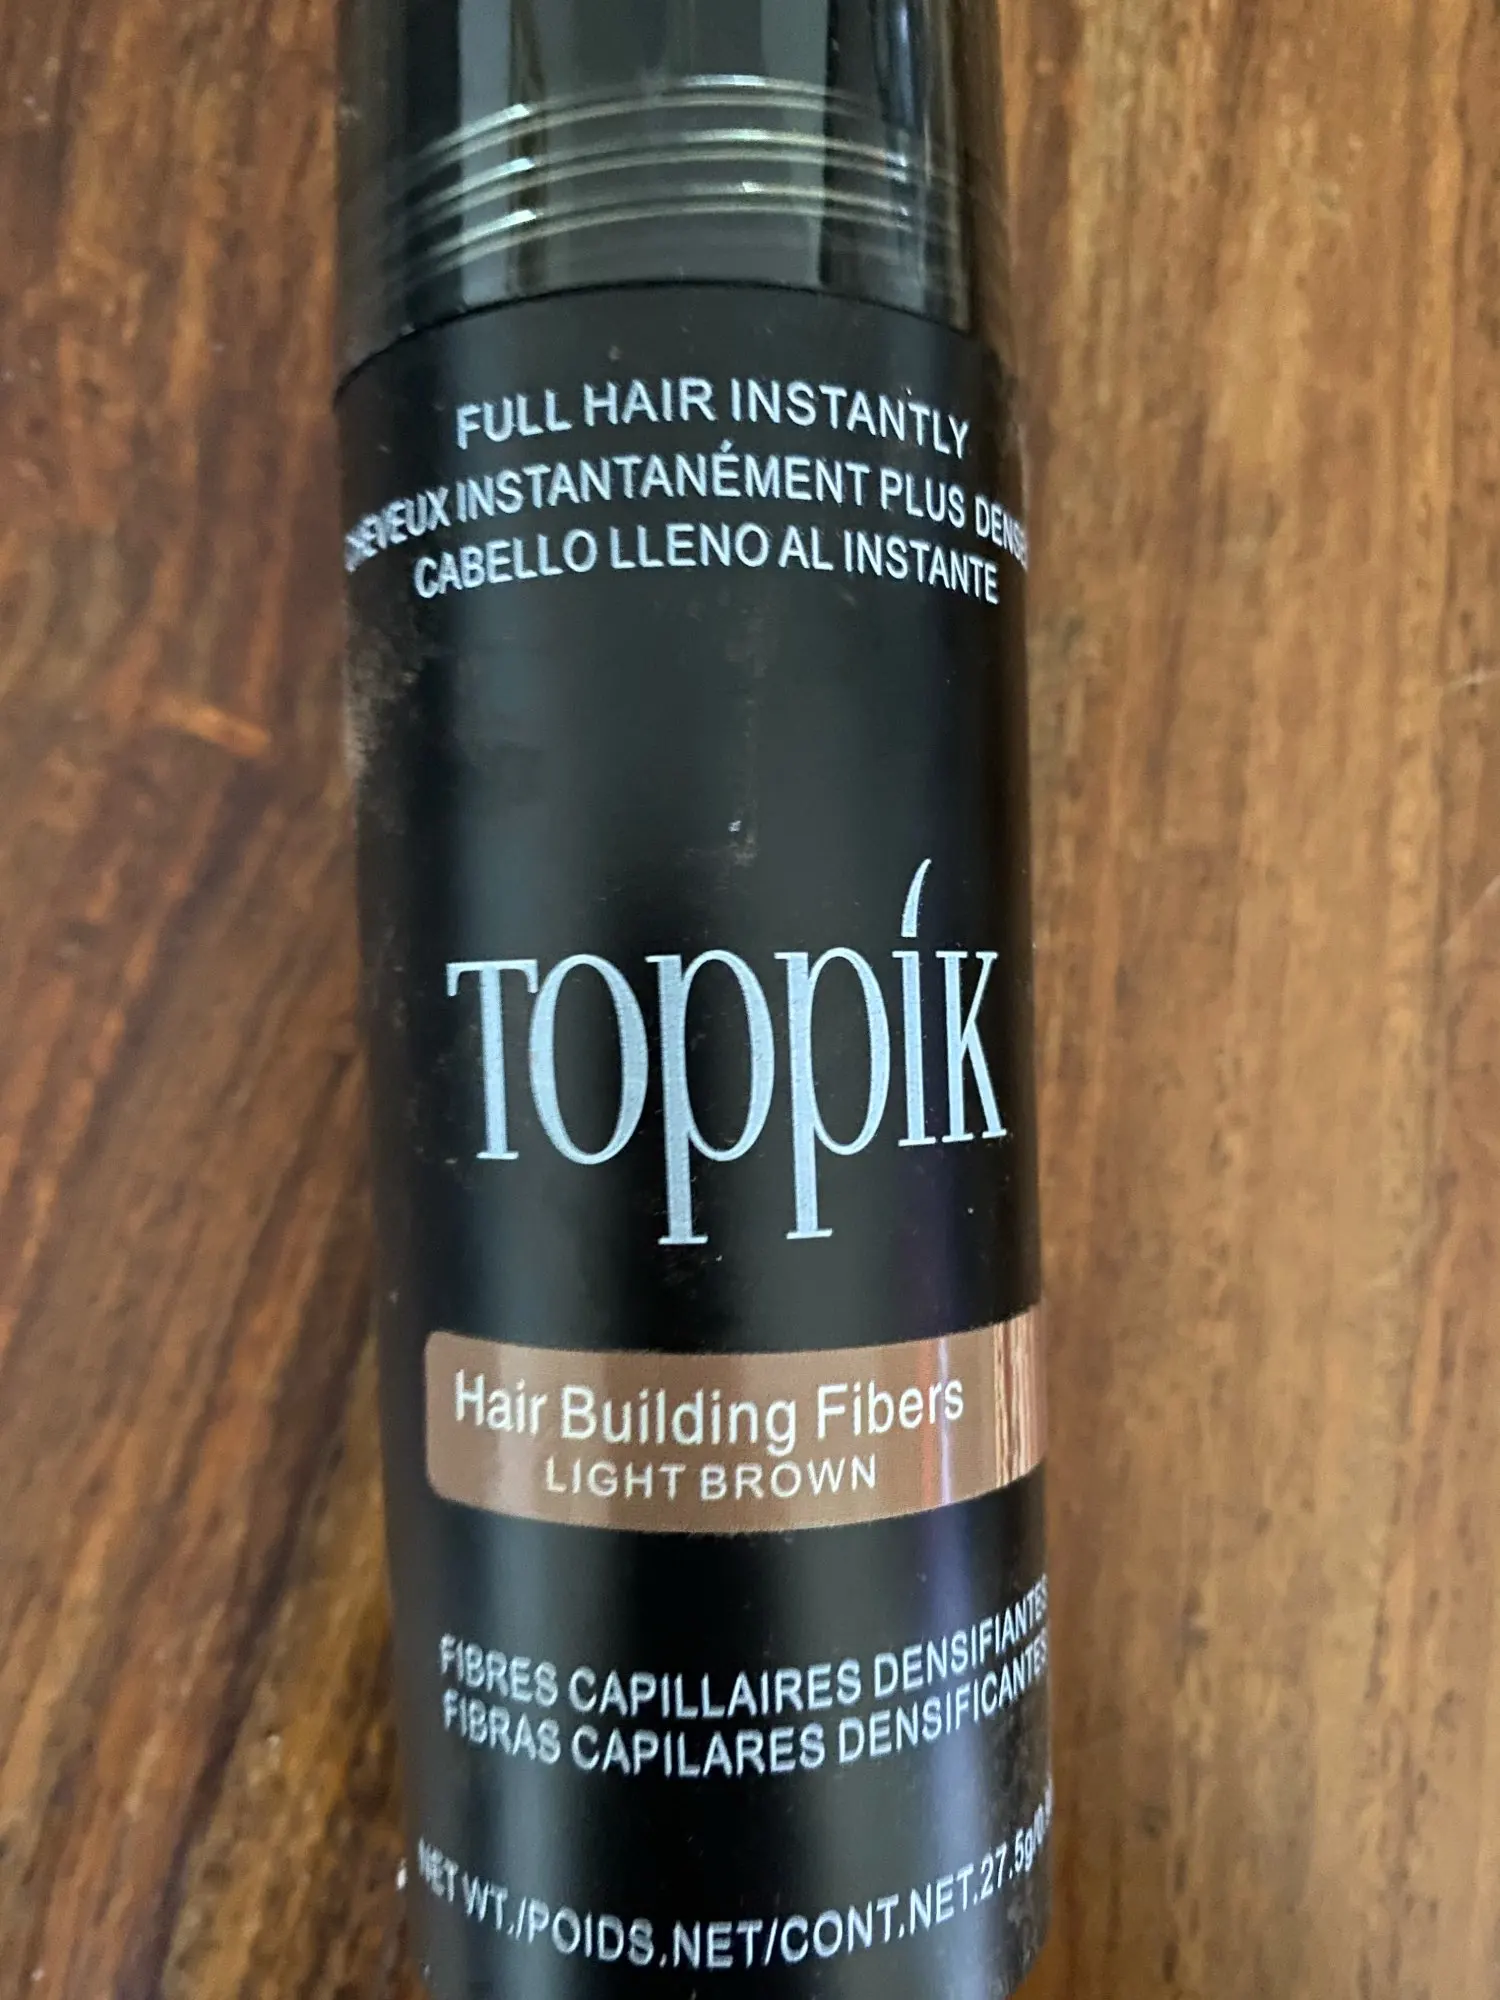 FULL HAIR INSTANTLY
INSTANTANÉMENT PLUS
CABELLO LLENO AL INSTANTE
Toppik
Hair Building Fibers
LIGHT BROWN
FIBRES CAPILLAIRES DENSIFIANTES
FIBRAS CAPILARES DENSIFICANTES
NET WT./POIDS.NET/CONT.NET.27.5g